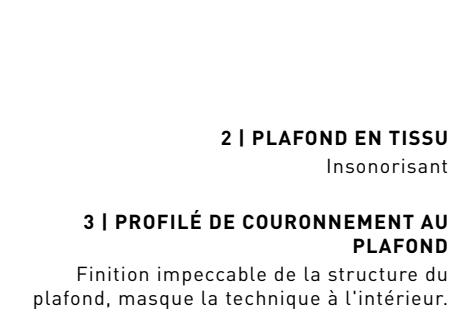 2 | PLAFOND EN TISSU
Insonorisant
3 | PROFILÉ DE COURONNEMENT AU
PLAFOND
Finition impeccable de la structure du
plafond, masque la technique à l'intérieur.